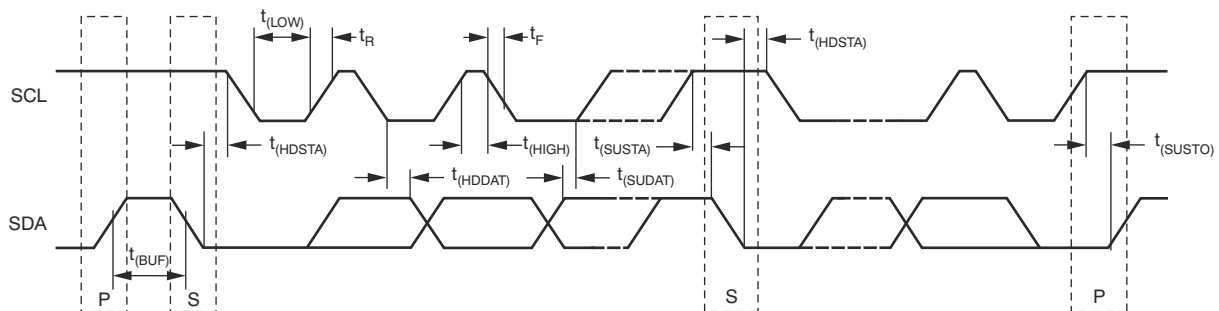 t(LOW)
tR
tF
t(HDSTA)
SCL
t(HDSTA)
t(HIGH)
t(SUSTA)
t(SUSTO)
t(HDDAT)
t(SUDAT)
SDA
t(BUF)
P
S
S
P